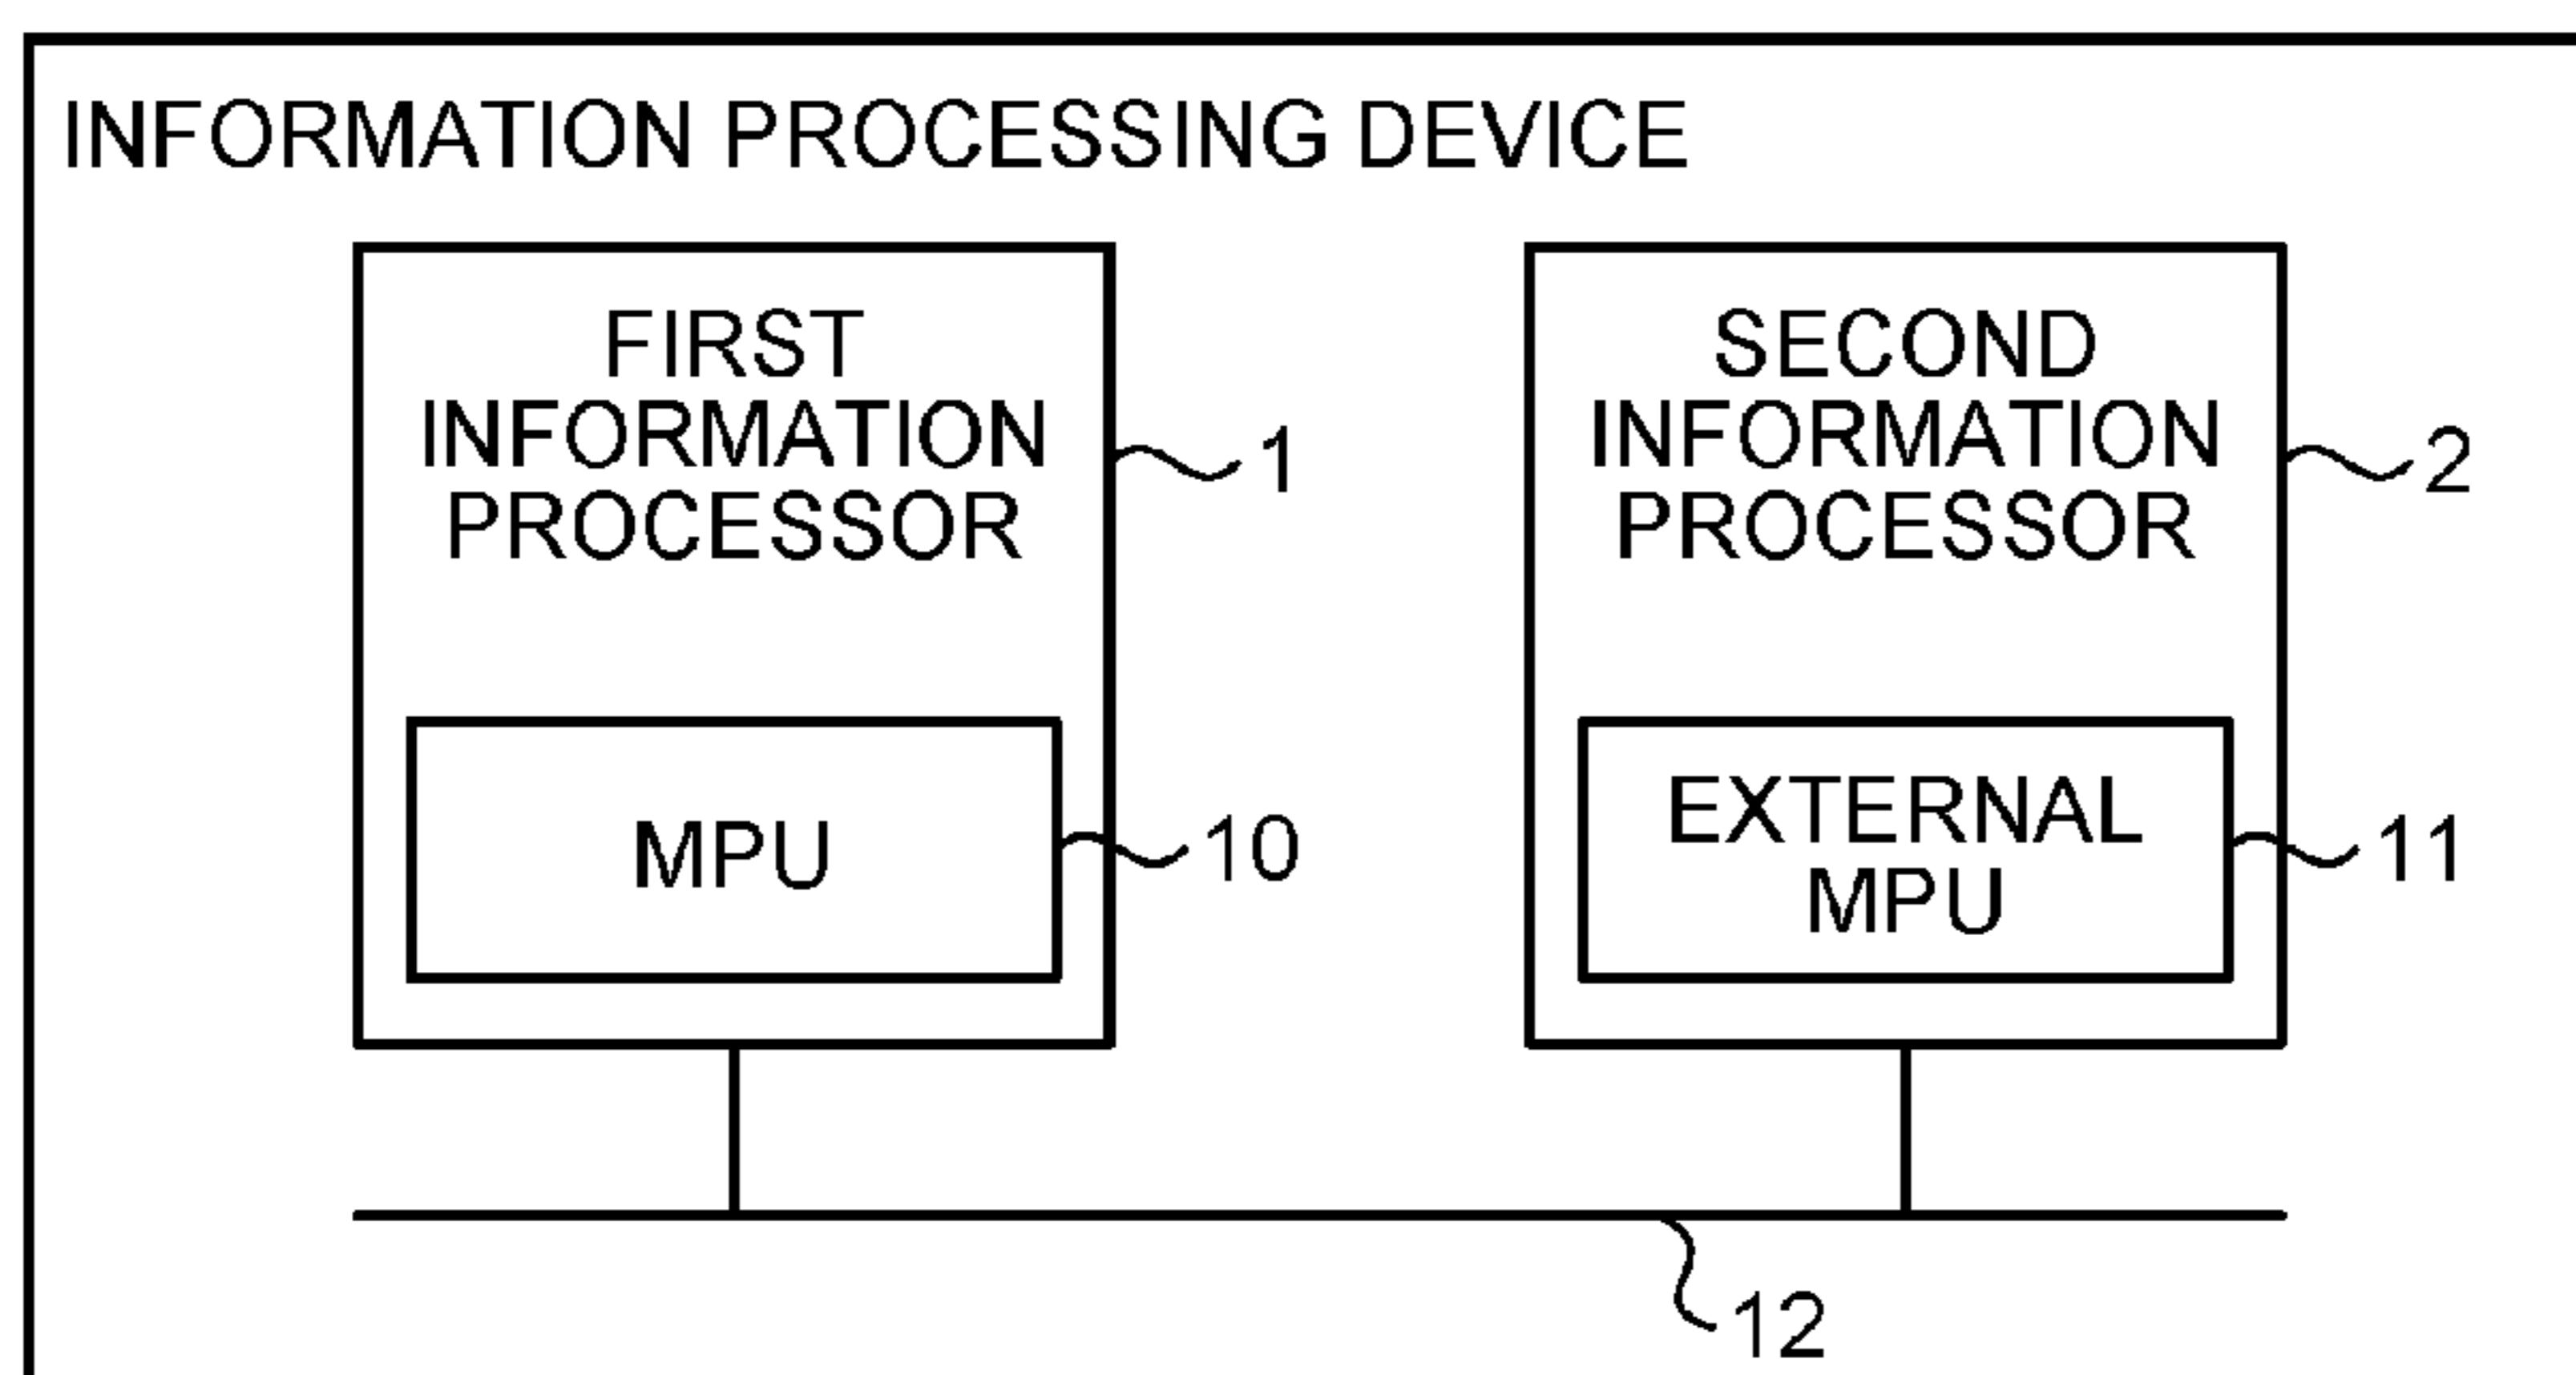 INFORMATION PROCESSING DEVICE
FIRST
INFORMATION
PROCESSOR
1
MPU
10
SECOND
INFORMATION
PROCESSOR
2
EXTERNAL
MPU
11
12